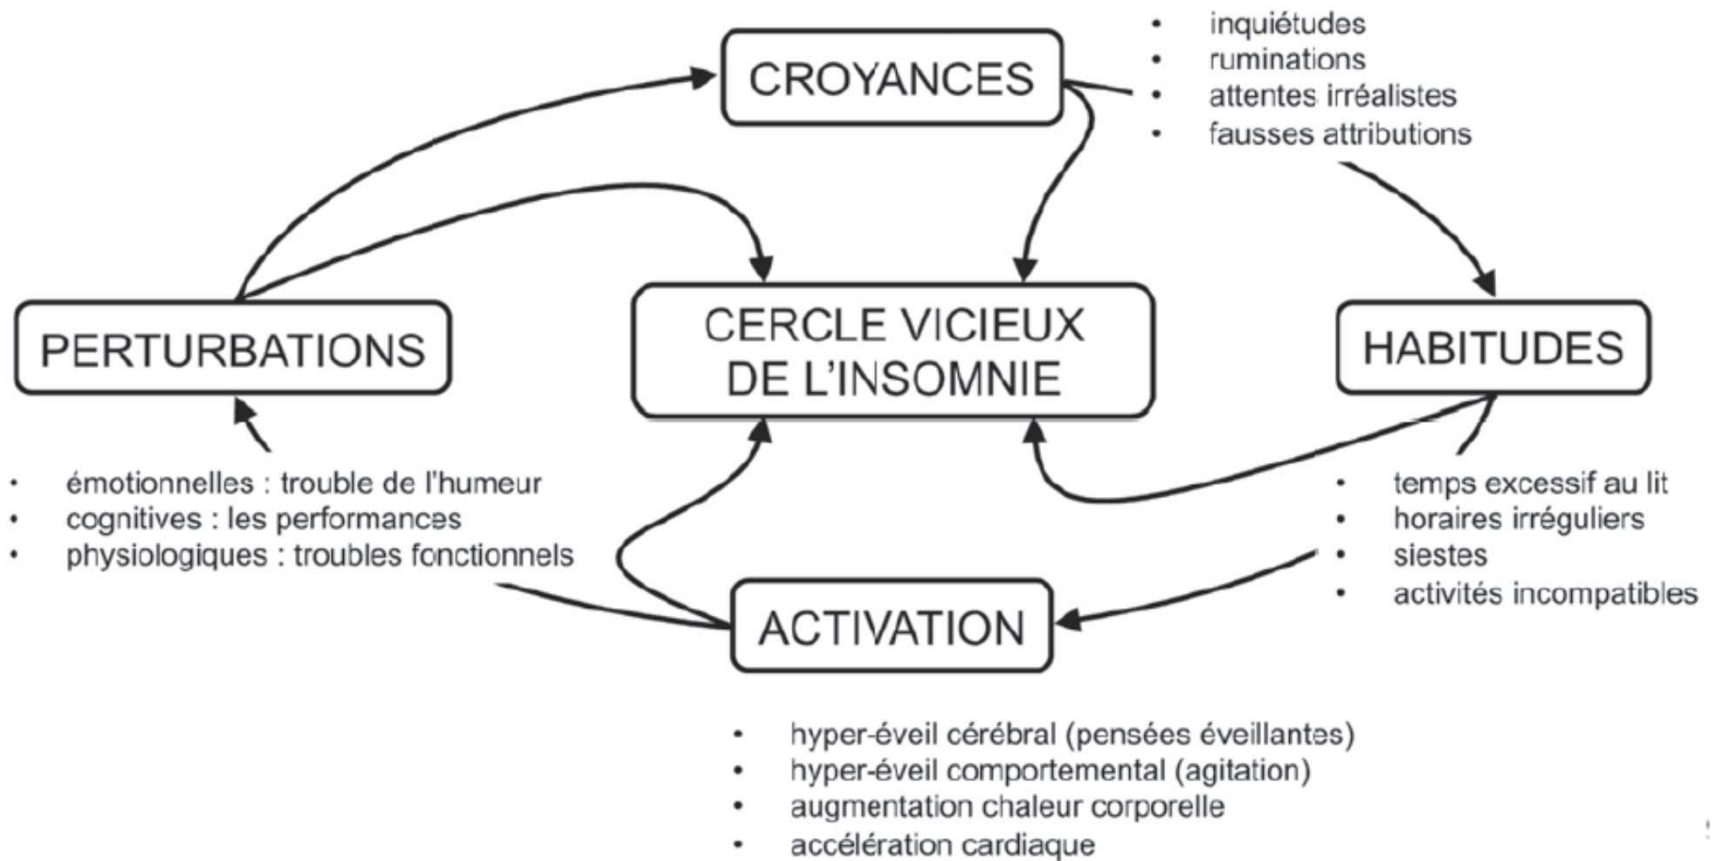 CROYANCES
• inquiétudes
• ruminations
• attentes irréalistes
• fausses attributions
PERTURBATIONS
CERCLE VICIEUX
DE L'INSOMNIE
HABITUDES
• émotionnelles : trouble de l'humeur
• cognitives : les performances
• physiologiques : troubles fonctionnels
• temps excessif au lit
• horaires irréguliers
• siestes
• activités incompatibles
ACTIVATION
• hyper-éveil cérébral (pensées éveillantes)
• hyper-éveil comportemental (agitation)
• augmentation chaleur corporelle
• accélération cardiaque